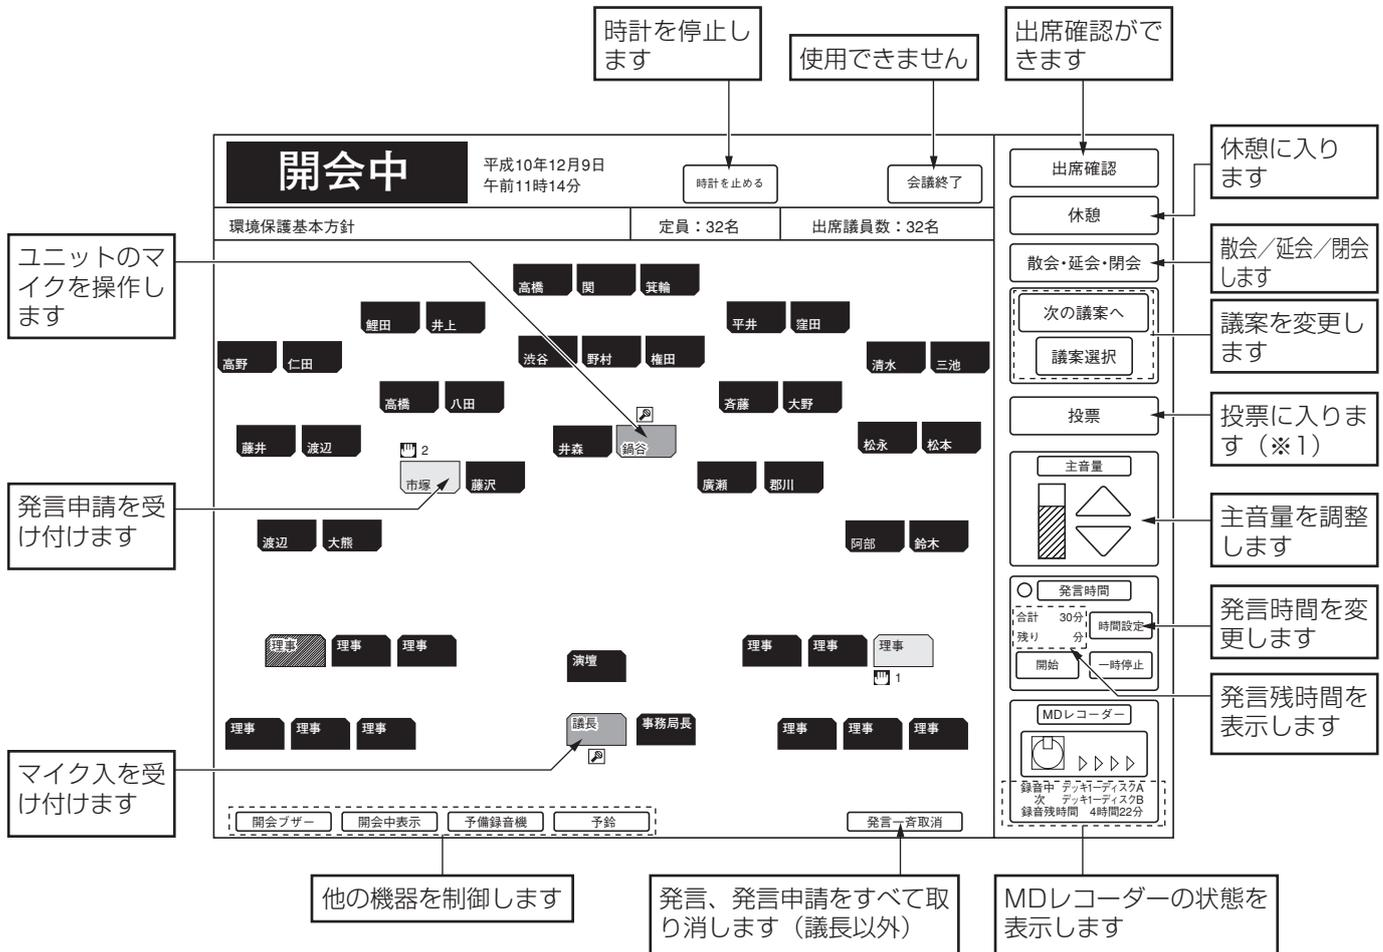 時計を停止し
ます
使用できません
出席確認がで
きます
開会中
平成10年12月9日
午前11時14分
時計を止める
会議終了
出席確認
休憩に入り
ます
環境保護基本方針
定員：32名
出席議員数：32名
休憩
散会・延会・閉会
散会／延会／閉会
します
ユニットのマ
イクを操作し
ます
高橋 関 箕輪
鯉田 井上
平井 窪田
次の議案へ
議案選択
議案を変更し
ます
高野 仁田
渋谷 野村 権田
清水 三池
高橋 八田
斉藤 大野
投票
投票に入りま
す（※1）
藤井 渡辺
2
井森 鍋谷
松永 松本
市塚 藤沢
廣瀬 郡川
主音量
主音量を調整
します
発言申請を受
け付けます
渡辺 大熊
阿部 鈴木
発言時間
合計 30分
残り 分
時間設定
開始
一時停止
発言時間を変
更します
発言残時間を
表示します
理事 理事 理事
演壇
理事 理事 理事
1
理事 理事 理事
議長 事務局長
理事 理事 理事
MDレコーダー
録音中 デッキ1ーディスクA
次 デッキ1ーディスクB
録音残時間 4時間22分
マイク入を受
け付けます
開会ブザー
開会中表示
予備録音機
予鈴
発言一斉取消
他の機器を制御します
発言、発言申請をすべて取
り消します（議長以外）
MDレコーダーの状態を
表示します